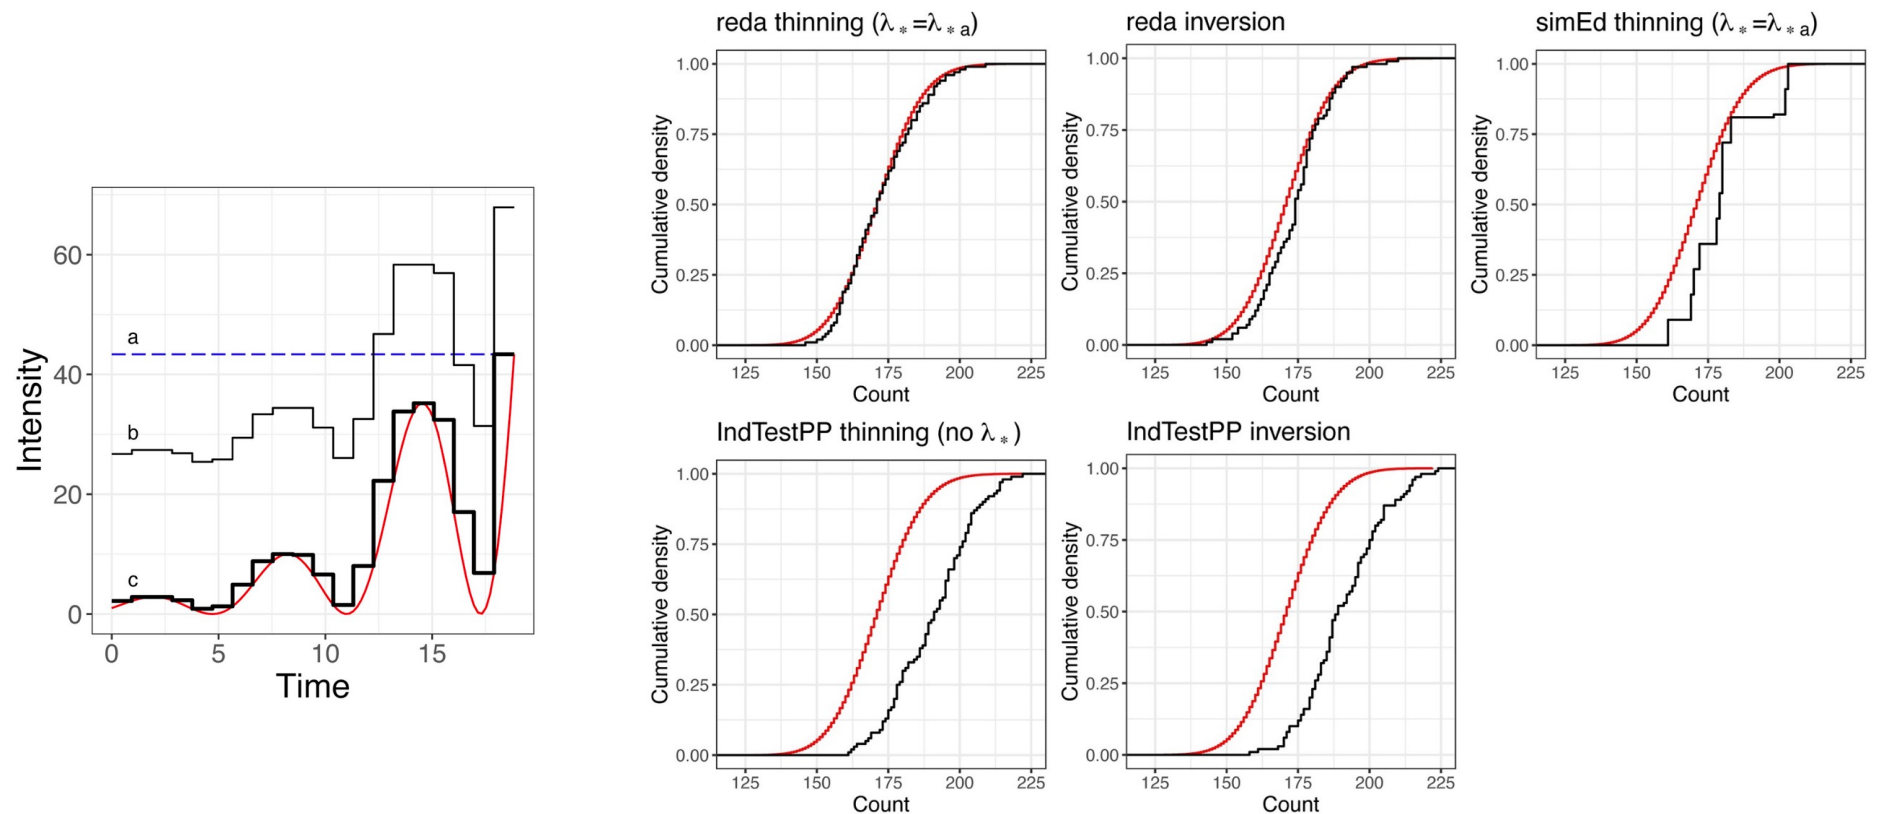 Intensity
60
40
20
0
a
b
c
0 5 10 15
Time
reda thinning (λ*=λ*a)
Cumulative density
1.00
0.75
0.50
0.25
0.00
125 150 175 200 225
Count
reda inversion
Cumulative density
1.00
0.75
0.50
0.25
0.00
125 150 175 200 225
Count
simEd thinning (λ*=λ*a)
Cumulative density
1.00
0.75
0.50
0.25
0.00
125 150 175 200 225
Count
IndTestPP thinning (no λ*)
Cumulative density
1.00
0.75
0.50
0.25
0.00
125 150 175 200 225
Count
IndTestPP inversion
Cumulative density
1.00
0.75
0.50
0.25
0.00
125 150 175 200 225
Count